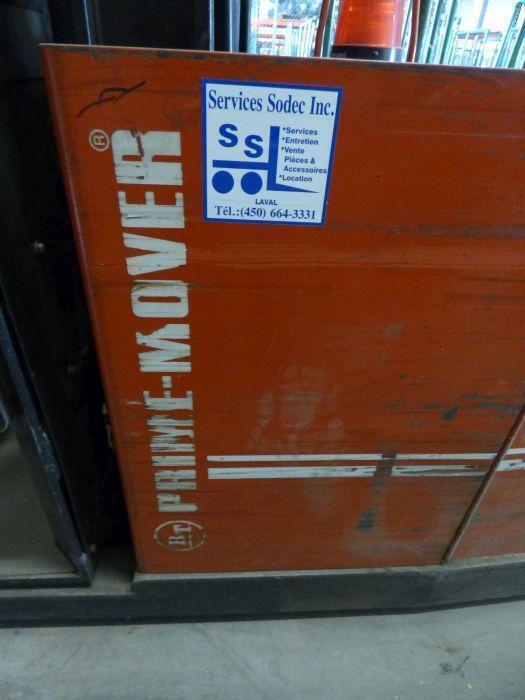 Services Sodec Inc.
SSL
*Services
*Entretien
*Vente
Pièces &
Accessoires
*Location
LAVAL
Tél.:(450) 664-3331
BT PRIME-MOVER®